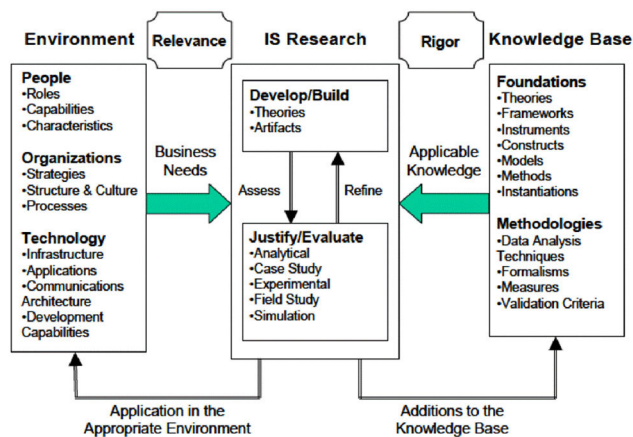 Environment
Relevance
IS Research
Rigor
Knowledge Base
People
•Roles
•Capabilities
•Characteristics
Organizations
•Strategies
•Structure & Culture
•Processes
Technology
•Infrastructure
•Applications
•Communications
Architecture
•Development
Capabilities
Business
Needs
Develop/Build
•Theories
•Artifacts
Assess
Refine
Justify/Evaluate
•Analytical
•Case Study
•Experimental
•Field Study
•Simulation
Applicable
Knowledge
Foundations
•Theories
•Frameworks
•Instruments
•Constructs
•Models
•Methods
•Instantiations
Methodologies
•Data Analysis
Techniques
•Formalisms
•Measures
•Validation Criteria
Application in the
Appropriate Environment
Additions to the
Knowledge Base